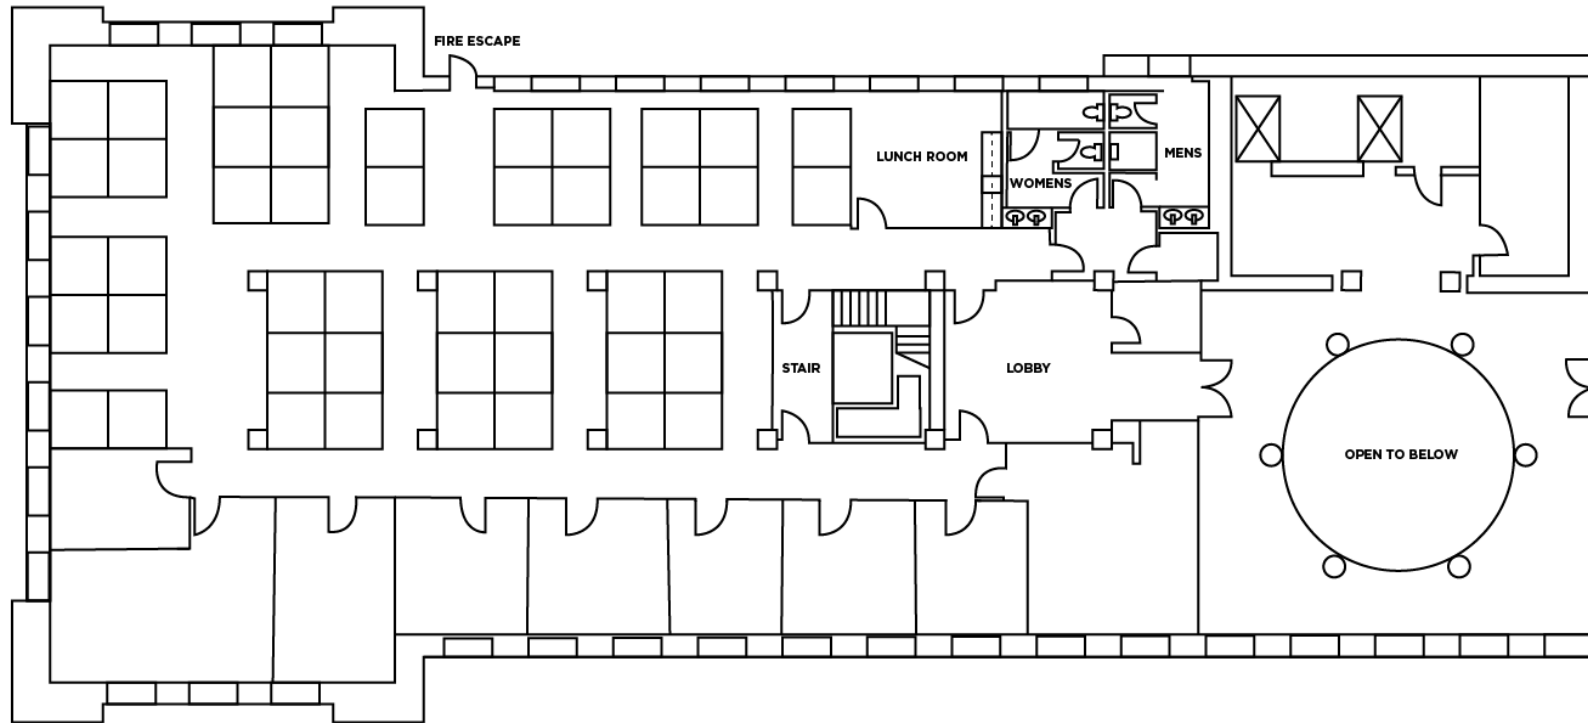 FIRE ESCAPE
LUNCH ROOM
MENS
WOMENS
STAIR
LOBBY
OPEN TO BELOW